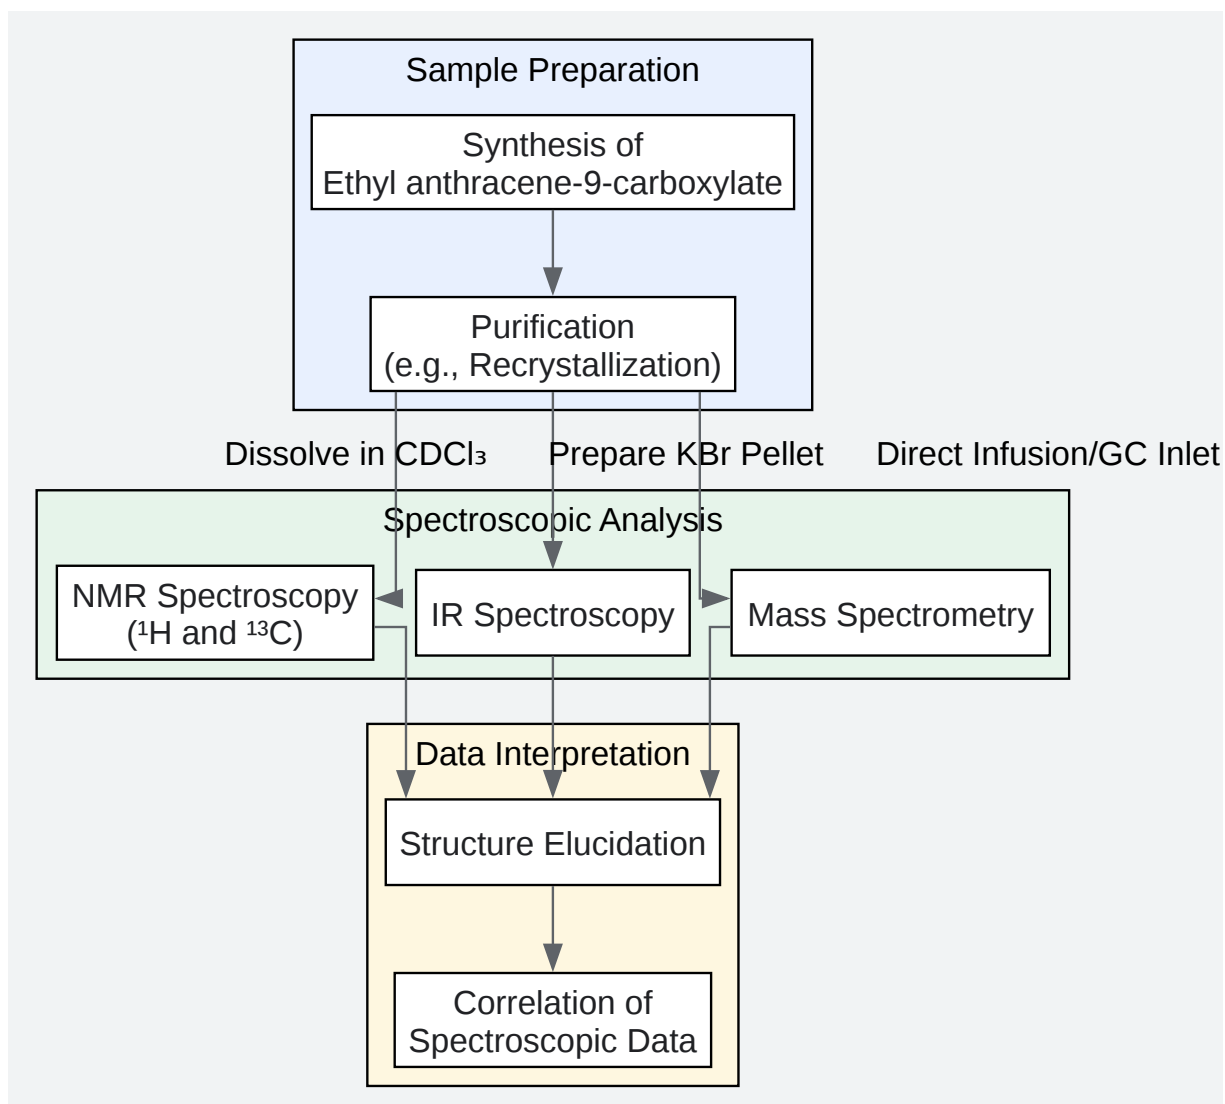 Sample Preparation
Synthesis of
Ethyl anthracene-9-carboxylate
Purification
(e.g., Recrystallization)
Dissolve in CDCl₃
Prepare KBr Pellet
Direct Infusion/GC Inlet
Spectroscopic Analysis
NMR Spectroscopy
(¹H and ¹³C)
IR Spectroscopy
Mass Spectrometry
Data Interpretation
Structure Elucidation
Correlation of
Spectroscopic Data